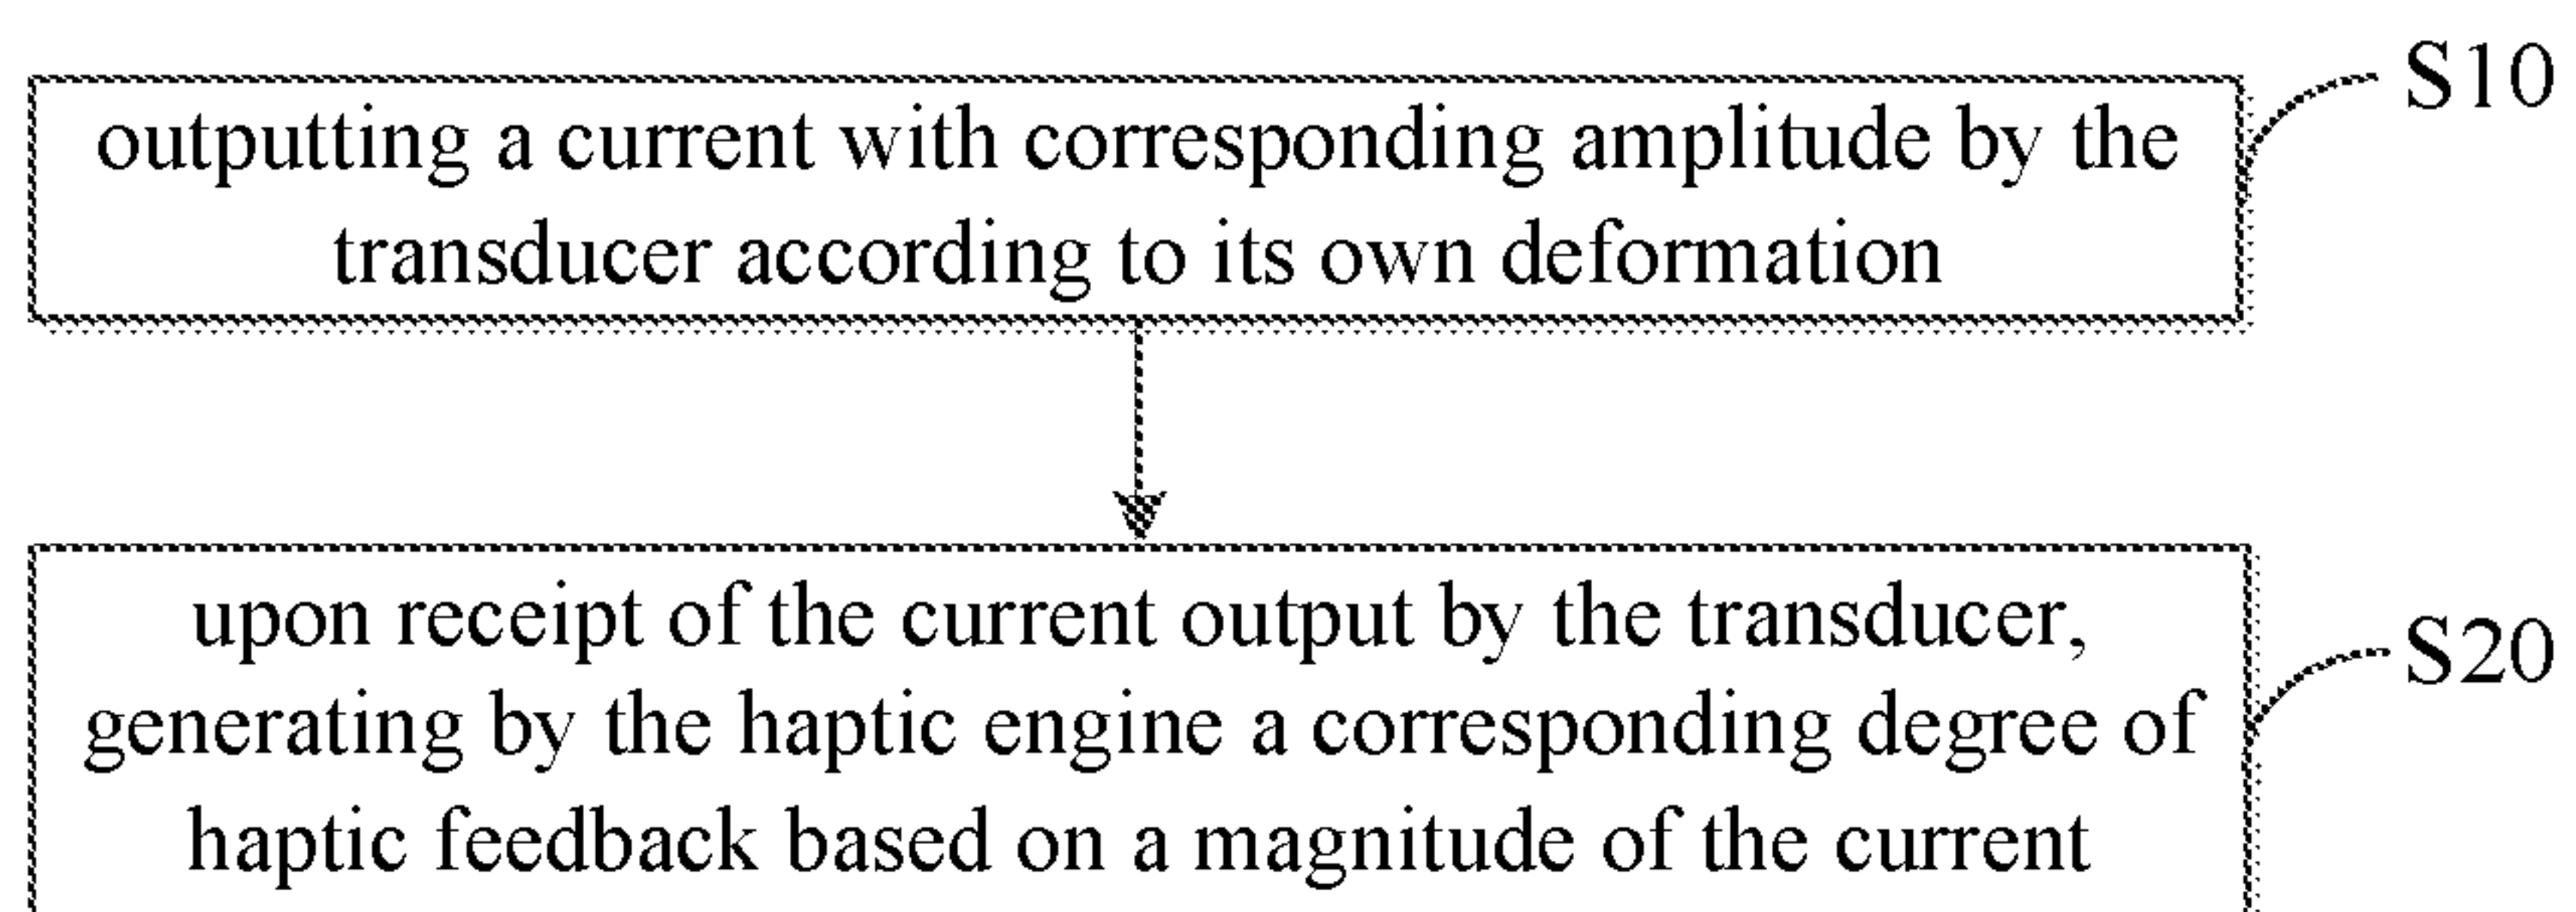 S10
outputting a current with corresponding amplitude by the
transducer according to its own deformation
upon receipt of the current output by the transducer,
S20
generating by the haptic engine a corresponding degree of
haptic feedback based on a magnitude of the current